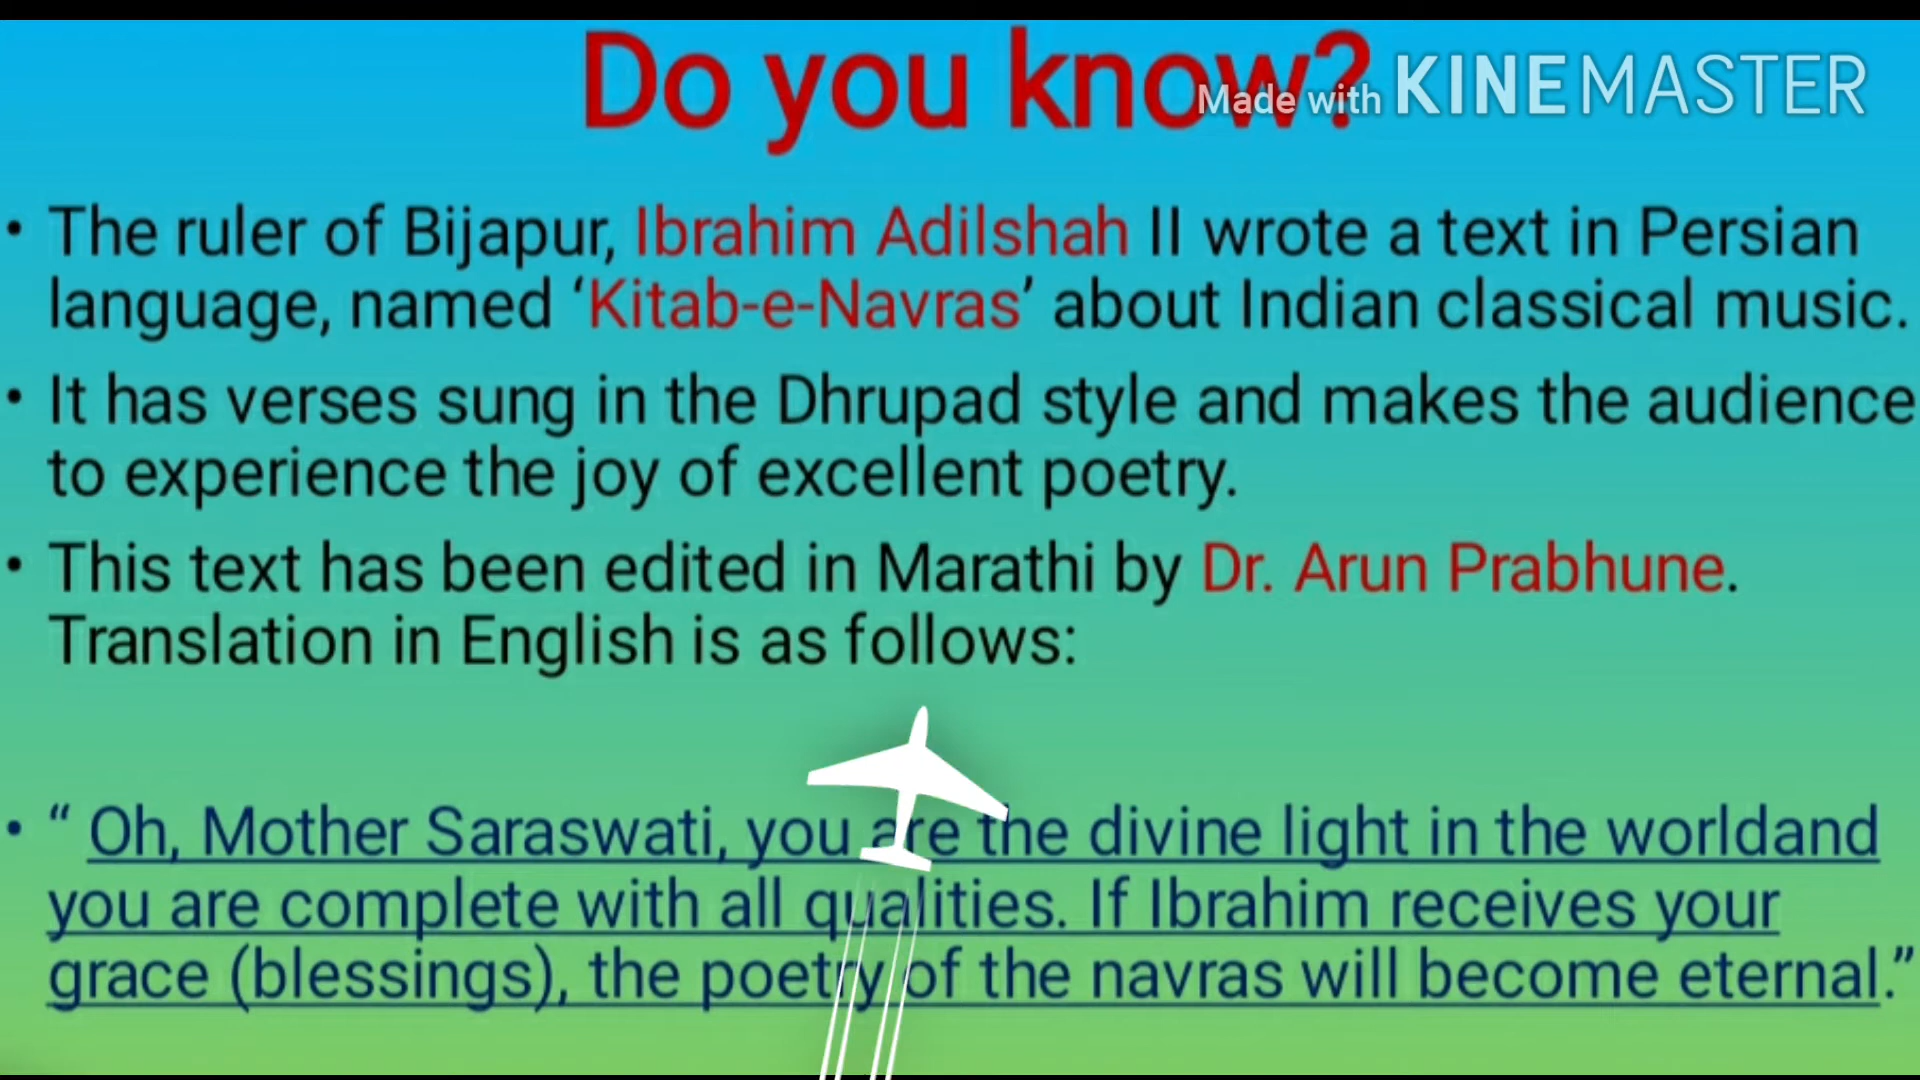 Do you know?
Made with KINEMASTER
• The ruler of Bijapur, Ibrahim Adilshah II wrote a text in Persian
language, named ‘Kitab-e-Navras’ about Indian classical music.
• It has verses sung in the Dhrupad style and makes the audience
to experience the joy of excellent poetry.
• This text has been edited in Marathi by Dr. Arun Prabhune.
Translation in English is as follows:
• “ Oh, Mother Saraswati, you are the divine light in the worldand
you are complete with all qualities. If Ibrahim receives your
grace (blessings), the poetry of the navras will become eternal.”